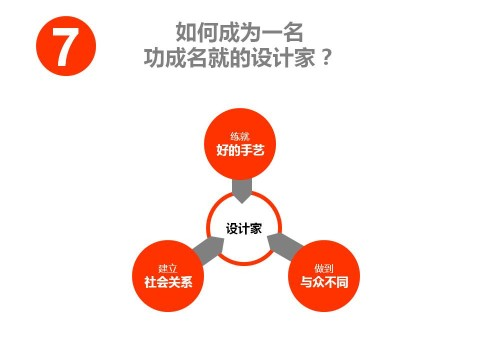 7
如何成为一名
功成名就的设计家？
练就
好的手艺
设计家
建立
社会关系
做到
与众不同